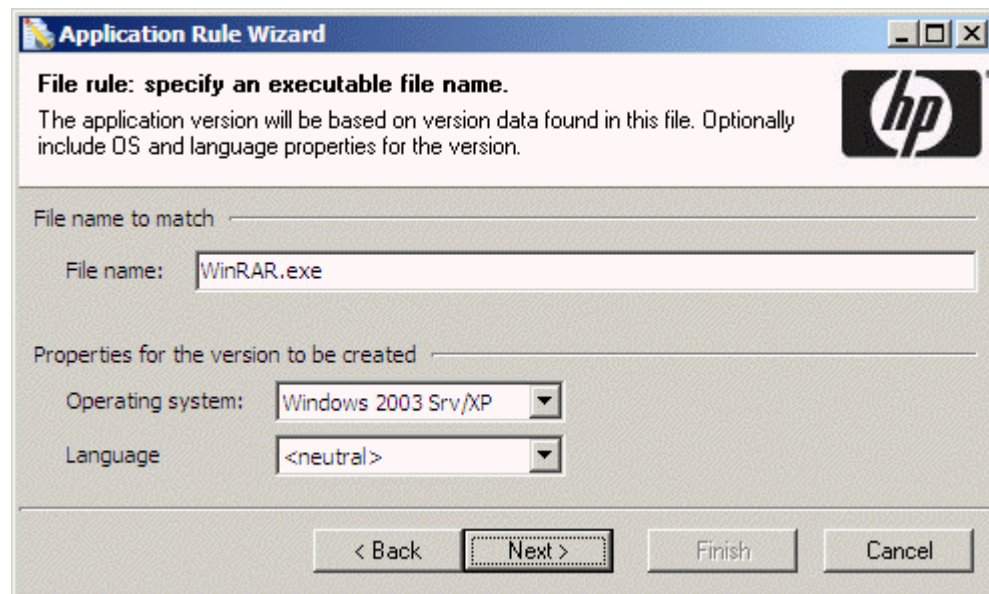 Application Rule Wizard
File rule: specify an executable file name.
The application version will be based on version data found in this file. Optionally
include OS and language properties for the version.
hp
File name to match
File name: WinRAR.exe
Properties for the version to be created
Operating system: Windows 2003 Srv/XP
Language <neutral>
< Back Next > Finish Cancel